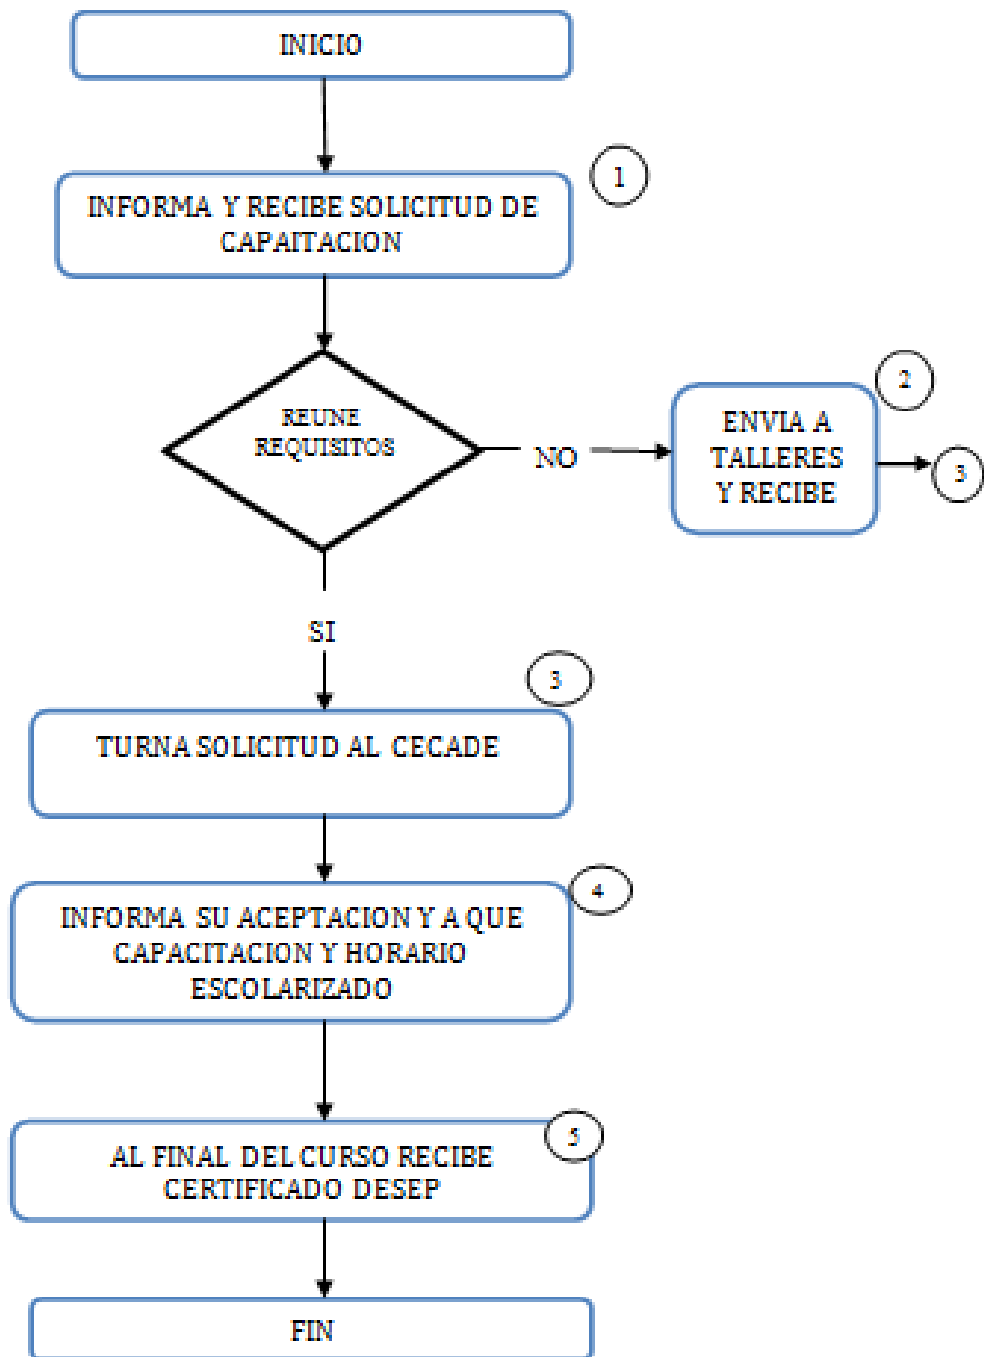 INICIO
1
INFORMA Y RECIBE SOLICITUD DE
CAPAITACION
REUNE
REQUISITOS
NO
2
ENVIA A
TALLERES
Y RECIBE
3
SI
3
TURNA SOLICITUD AL CECADE
4
INFORMA SU ACEPTACION Y A QUE
CAPACITACION Y HORARIO
ESCOLARIZADO
5
AL FINAL DEL CURSO RECIBE
CERTIFICADO DESEP
FIN